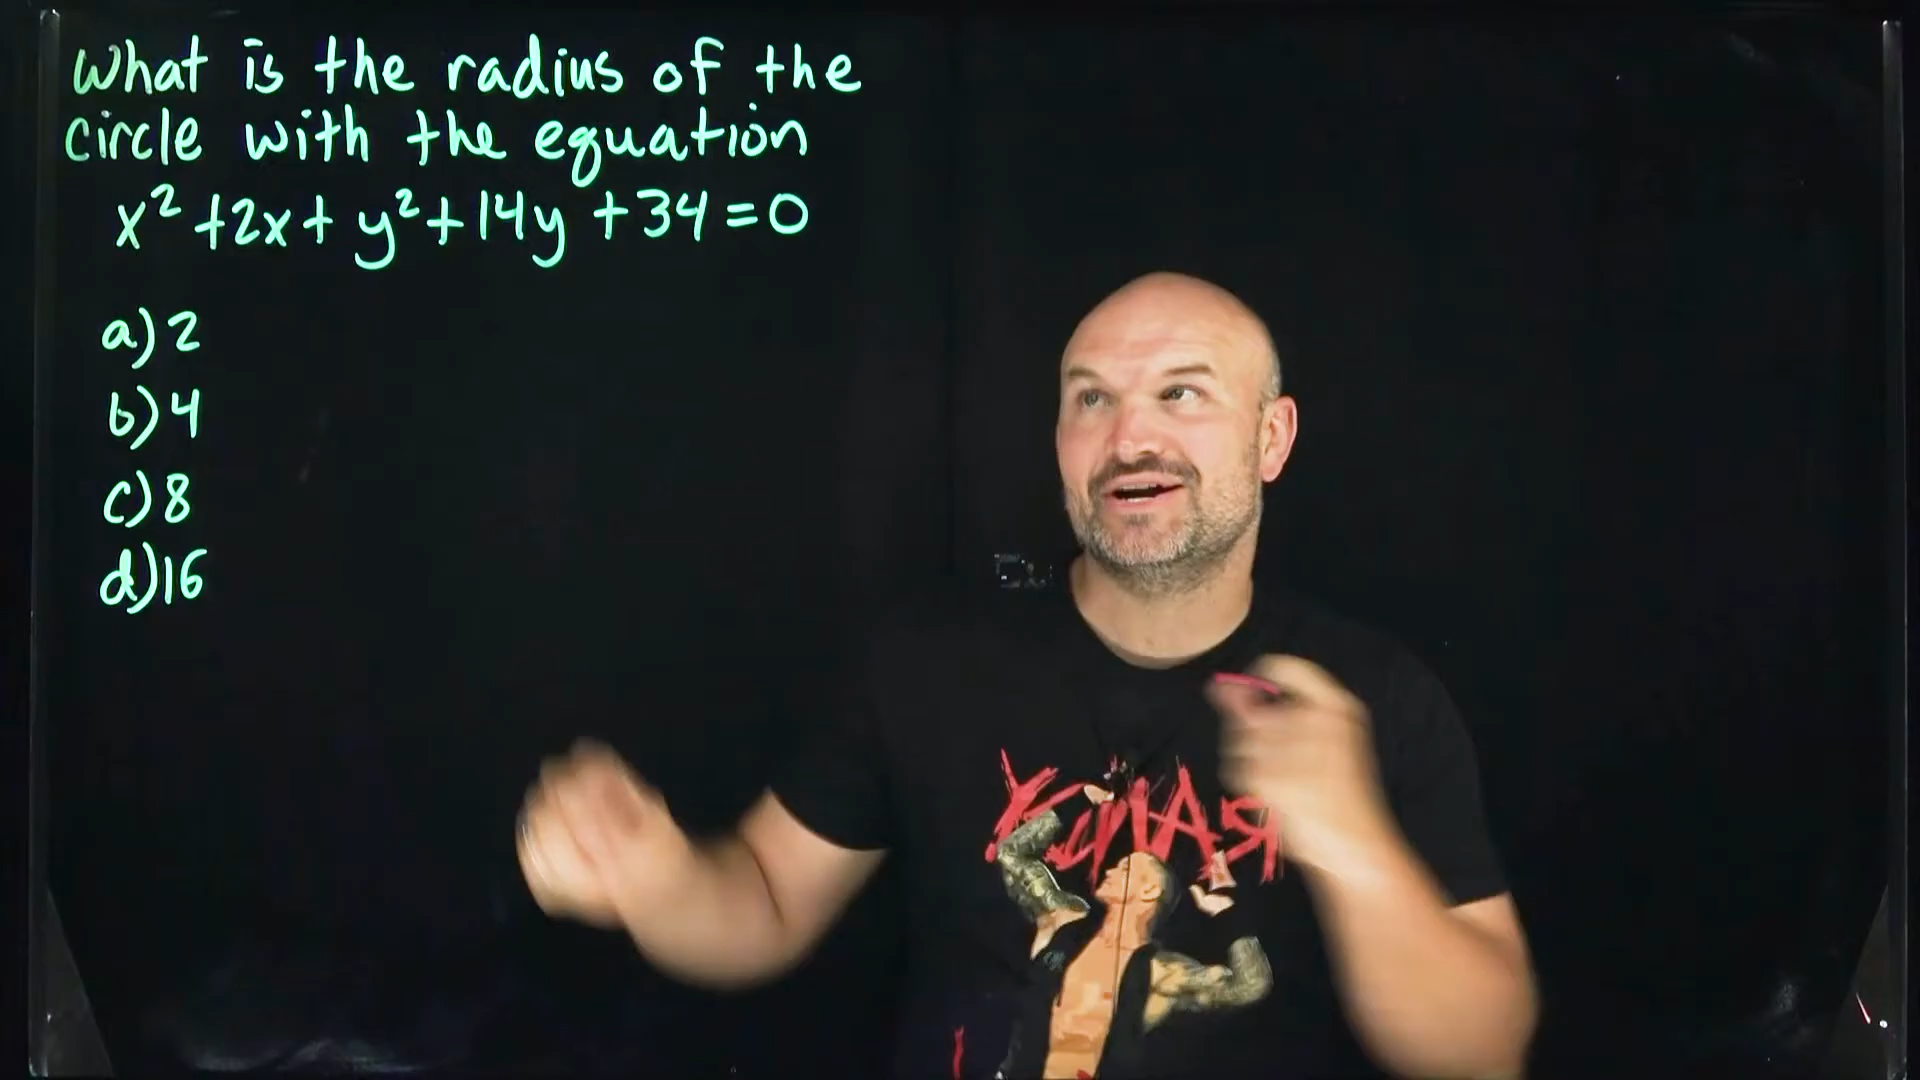 What is the radius of the
circle with the equation
x² + 2x + y² + 14y + 34 = 0
a) 2
b) 4
c) 8
d) 16